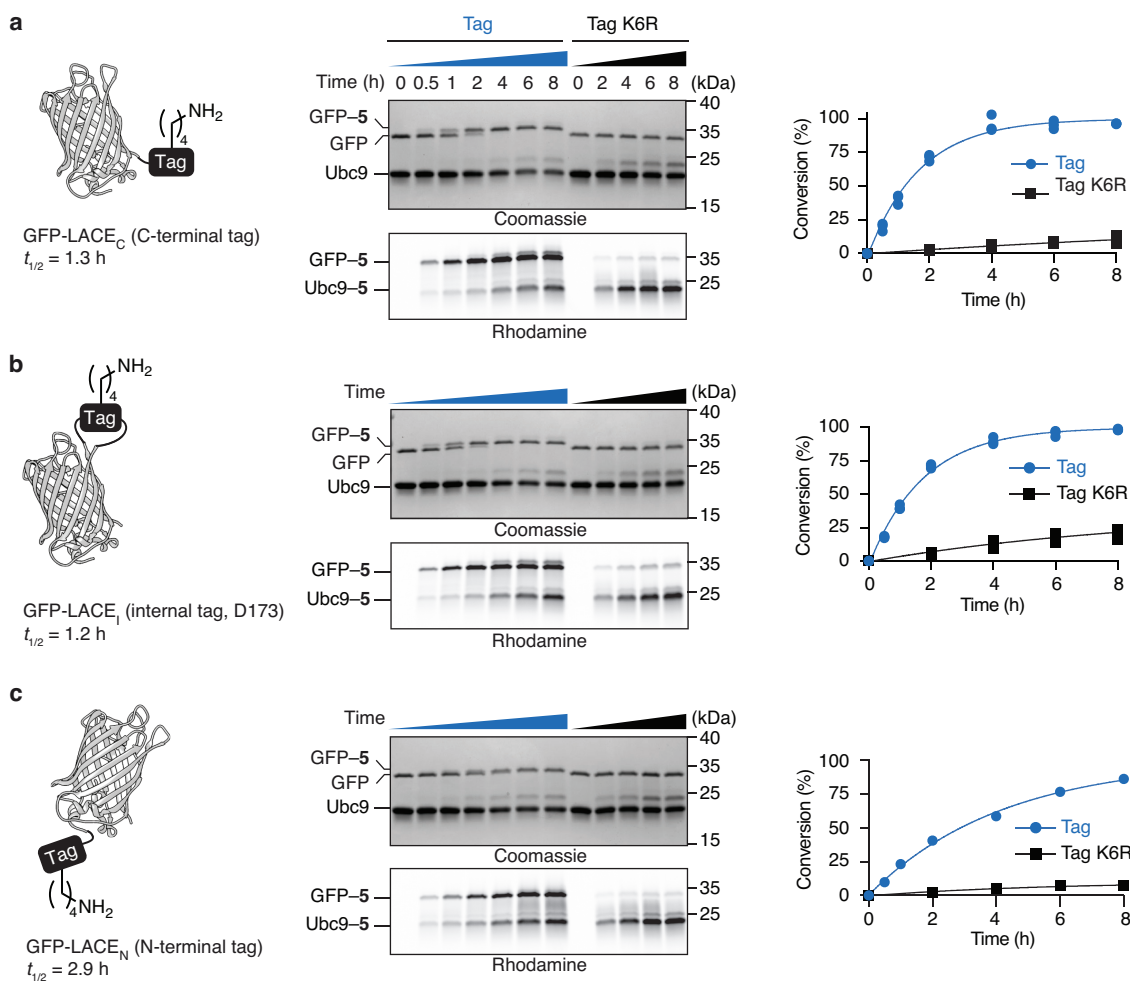 a
Tag
Tag K6R
Time (h) 0 0.5 1 2 4 6 8 0 2 4 6 8 (kDa)
GFP–5
GFP
Ubc9
40
35
25
15
Coomassie
GFP–5
Ubc9–5
35
25
Rhodamine
NH2
4
Tag
GFP-LACEC (C-terminal tag)
t1/2 = 1.3 h
Conversion (%)
100
75
50
25
0
Tag
Tag K6R
0 2 4 6 8
Time (h)
b
NH2
4
Tag
GFP-LACEI (internal tag, D173)
t1/2 = 1.2 h
Time
(kDa)
GFP–5
GFP
Ubc9
40
35
25
15
Coomassie
GFP–5
Ubc9–5
35
25
Rhodamine
Conversion (%)
100
75
50
25
0
Tag
Tag K6R
0 2 4 6 8
Time (h)
c
Tag
4
NH2
GFP-LACEN (N-terminal tag)
t1/2 = 2.9 h
Time
(kDa)
GFP–5
GFP
Ubc9
40
35
25
15
Coomassie
GFP–5
Ubc9–5
35
25
Rhodamine
Conversion (%)
100
75
50
25
0
Tag
Tag K6R
0 2 4 6 8
Time (h)